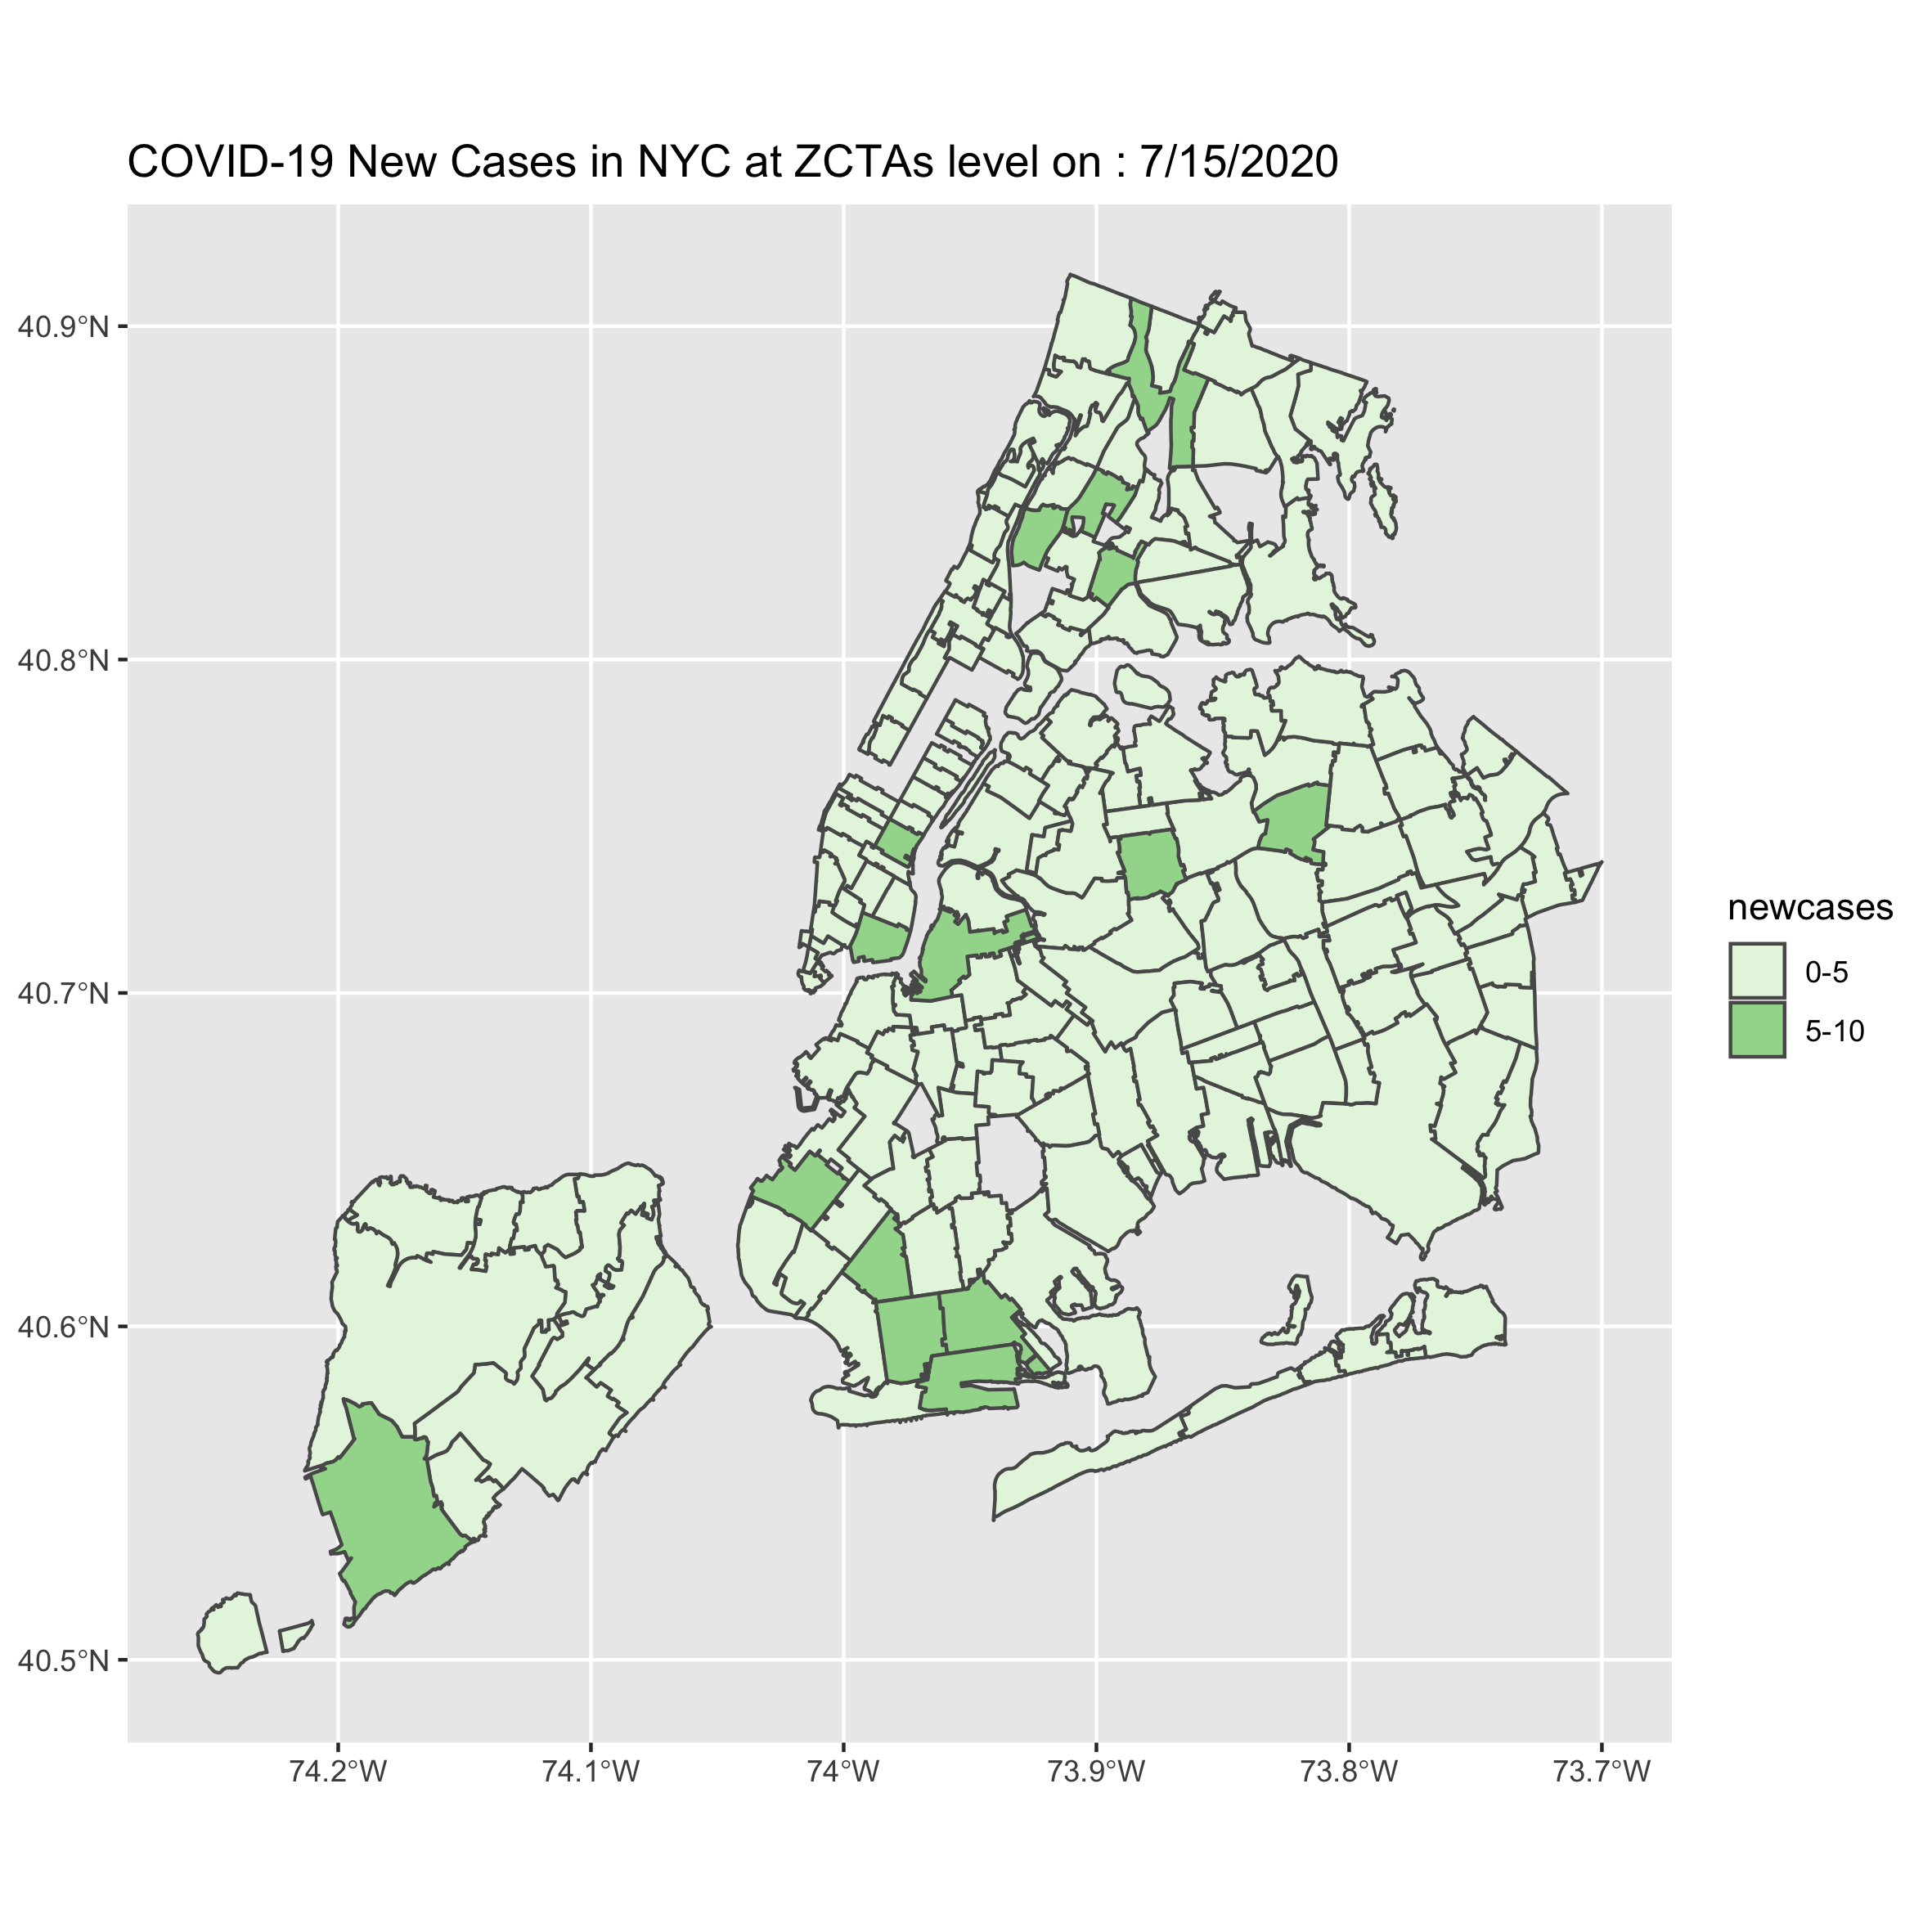 COVID-19 New Cases in NYC at ZCTAs level on : 7/15/2020
40.9°N
40.8°N
40.7°N
40.6°N
40.5°N
74.2°W
74.1°W
74°W
73.9°W
73.8°W
73.7°W
newcases
0-5
5-10